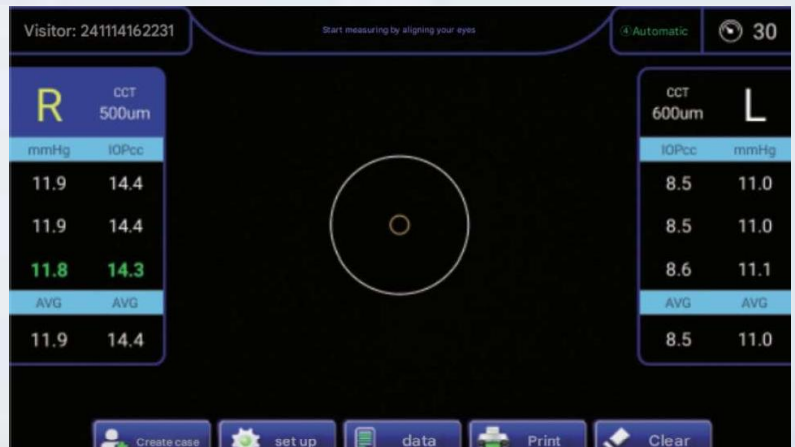 Visitor: 241114162231
Start measuring by aligning your eyes
④Automatic
30
R
CCT
500um
mmHg IOPcc
11.9 14.4
11.9 14.4
11.8 14.3
AVG AVG
11.9 14.4
CCT
600um
L
IOPcc mmHg
8.5 11.0
8.5 11.0
8.6 11.1
AVG AVG
8.5 11.0
Create case
set up
data
Print
Clear